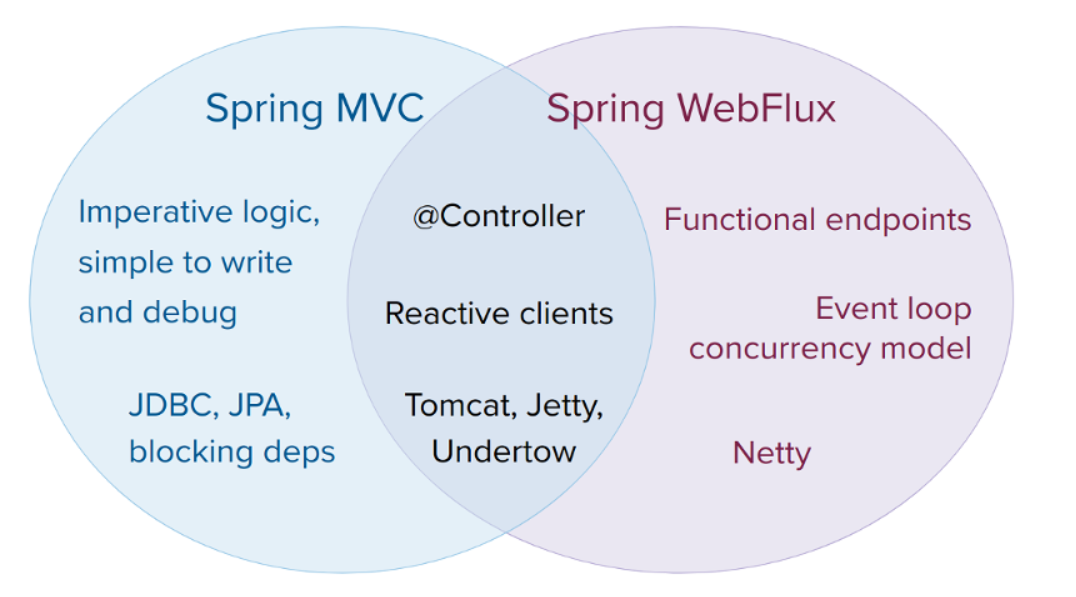 Spring MVC
Spring WebFlux
Imperative logic,
simple to write
and debug
JDBC, JPA,
blocking deps
@Controller
Reactive clients
Tomcat, Jetty,
Undertow
Functional endpoints
Event loop
concurrency model
Netty